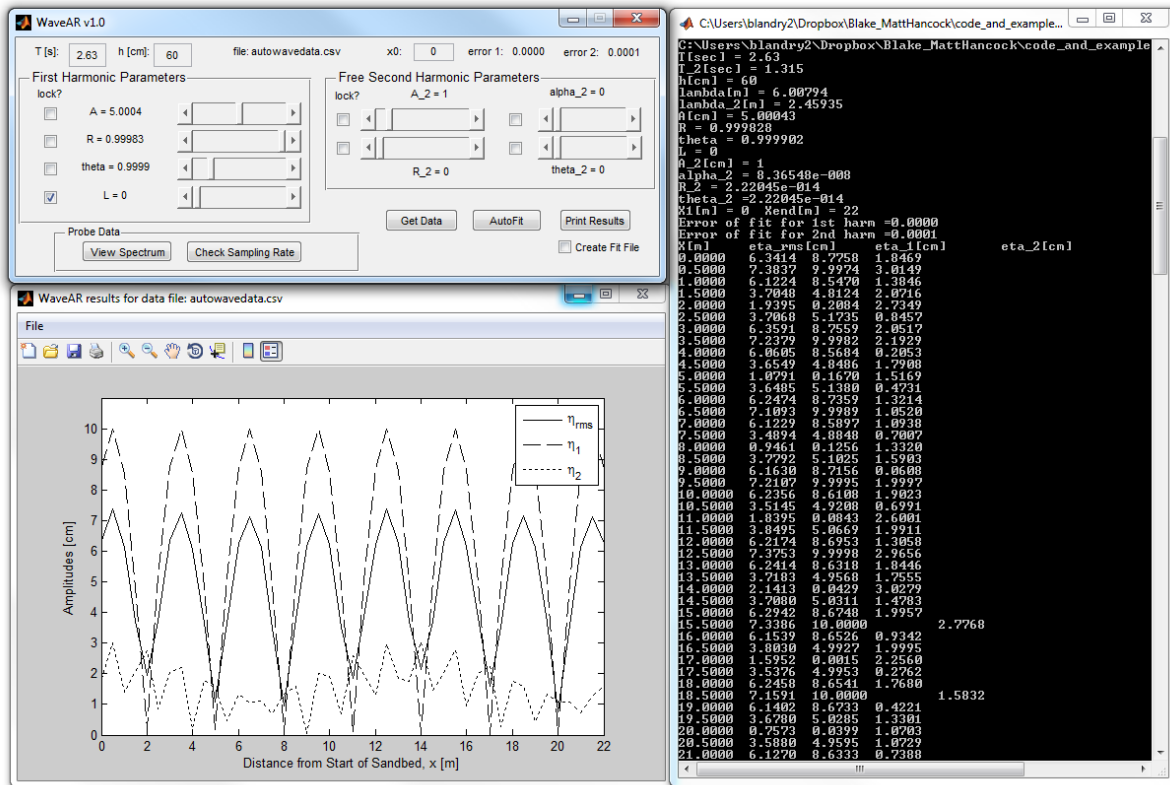 WaveAR v1.0
T [s]: 2.63 h [cm]: 60 file: autowavedata.csv x0: 0 error 1: 0.0000 error 2: 0.0001
First Harmonic Parameters
lock?
A = 5.0004
R = 0.99983
theta = 0.9999
L = 0
Free Second Harmonic Parameters
lock? A_2 = 1 alpha_2 = 0
R_2 = 0 theta_2 = 0
Get Data AutoFit Print Results
Create Fit File
Probe Data
View Spectrum Check Sampling Rate
WaveAR results for data file: autowavedata.csv
File
ηrms
η1
η2
10
9
8
7
6
5
4
3
2
1
0
Amplitudes [cm]
0 2 4 6 8 10 12 14 16 18 20 22
Distance from Start of Sandbed, x [m]
C:\Users\blandry2\Dropbox\Blake_MattHancock\code_and_example...
C:\Users\blandry2\Dropbox\Blake_MattHancock\code_and_example
T[sec] = 2.63
T_2[sec] = 1.315
h[cm] = 60
lambda[m] = 6.00794
lambda_2[m] = 2.45935
A[cm] = 5.00043
R = 0.999828
theta = 0.999902
L = 0
A_2[cm] = 1
alpha_2 = 8.36548e-008
R_2 = 2.22045e-014
theta_2 =2.22045e-014
X1[m] = 0 Xend[m] = 22
Error of fit for 1st harm =0.0000
Error of fit for 2nd harm =0.0001
X[m] eta_rms[cm] eta_1[cm] eta_2[cm]
0.0000 6.3414 8.7758 1.8469
0.5000 7.3837 9.9974 3.0149
1.0000 6.1224 8.5470 1.3846
1.5000 3.7048 4.8124 2.0716
2.0000 1.9395 0.2084 2.7349
2.5000 3.7068 5.1735 0.8457
3.0000 6.3591 8.7559 2.0517
3.5000 7.2379 9.9982 2.1929
4.0000 6.0605 8.5684 0.2053
4.5000 3.6549 4.8486 1.7908
5.0000 1.0791 0.1670 1.5169
5.5000 3.6485 5.1380 0.4731
6.0000 6.2474 8.7359 1.3214
6.5000 7.1093 9.9989 1.0520
7.0000 6.1229 8.5897 1.0938
7.5000 3.4894 4.8848 0.7007
8.0000 0.9461 0.1256 1.3320
8.5000 3.7792 5.1025 1.5903
9.0000 6.1630 8.7156 0.0608
9.5000 7.2107 9.9995 1.9997
10.0000 6.2356 8.6108 1.9023
10.5000 3.5145 4.9208 0.6991
11.0000 1.8395 0.0843 2.6001
11.5000 3.8495 5.0669 1.9911
12.0000 6.2174 8.6953 1.3058
12.5000 7.3753 9.9998 2.9656
13.0000 6.2414 8.6318 1.8446
13.5000 3.7183 4.9568 1.7555
14.0000 2.1413 0.0429 3.0279
14.5000 3.7080 5.0311 1.4783
15.0000 6.2942 8.6748 1.9957
15.5000 7.3386 10.0000 2.7768
16.0000 6.1539 8.6526 0.9342
16.5000 3.8030 4.9927 1.9995
17.0000 1.5952 0.0015 2.2560
17.5000 3.5376 4.9953 0.2762
18.0000 6.2458 8.6541 1.7680
18.5000 7.1591 10.0000 1.5832
19.0000 6.1402 8.6733 0.4221
19.5000 3.6780 5.0285 1.3301
20.0000 0.7573 0.0399 1.0703
20.5000 3.5880 4.9595 1.0729
21.0000 6.1270 8.6333 0.7388